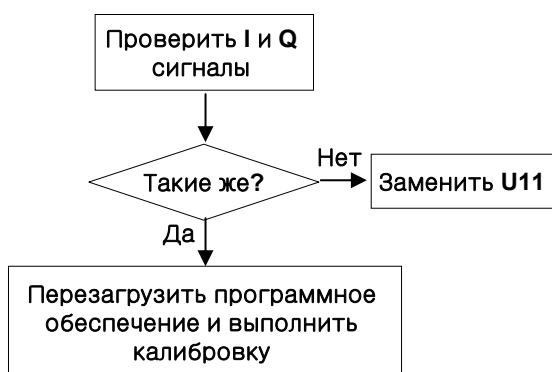 Проверить I и Q
сигналы
Такие же?
Нет
Заменить U11
Да
Перезагрузить программное
обеспечение и выполнить
калибровку